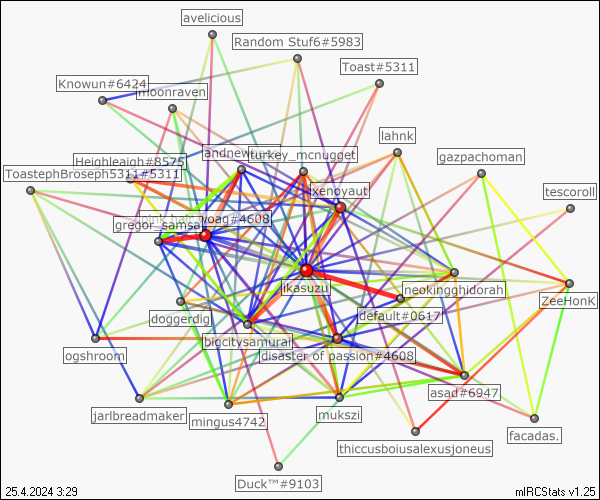 avelicious
Random Stuf6#5983
Toast#5311
Knowun#6424
moonraven
lahnk
andnew
turkey_mcnugget
gazpachoman
Heighleaigh#8575
ToastephBroseph5311#5311
xenoyaut
tescoroll
gregor_samsa
voag#4608
ikasuzu
neokingghidorah
ZeeHonK
doggerdig
default#0617
bigcitysamurai
ogshroom
disaster of passion#4608
asad#6947
jarlbreadmaker
mingus4742
mukszi
facadas.
thiccusboiusalexusjoneus
Duck™#9103
25.4.2024 3:29
mIRCStats v1.25